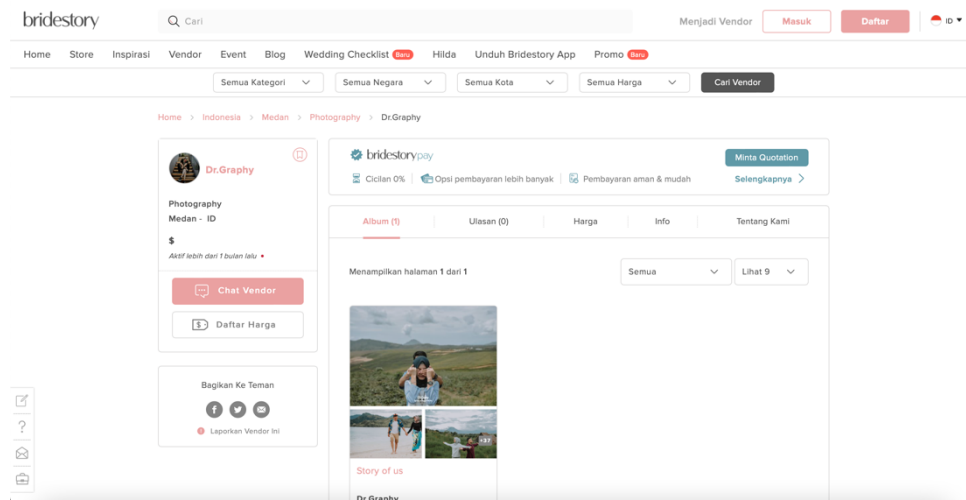 bridestory
Cari
Menjadi Vendor
Masuk
Daftar
ID
Home Store Inspirasi Vendor Event Blog Wedding Checklist Baru Hilda Unduh Bridestory App Promo Baru
Semua Kategori
Semua Negara
Semua Kota
Semua Harga
Cari Vendor
Home > Indonesia > Medan > Photography > Dr.Graphy
Dr.Graphy
Photography
Medan - ID
$
Aktif lebih dari 1 bulan lalu
Chat Vendor
$ Daftar Harga
Bagikan Ke Teman
Laporkan Vendor Ini
bridestorypay
Minta Quotation
Cicilan 0% | Opsi pembayaran lebih banyak | Pembayaran aman & mudah
Selengkapnya >
Album (1) Ulasan (0) Harga Info Tentang Kami
Menampilkan halaman 1 dari 1
Semua
Lihat 9
+37
Story of us
Dr.Graphy